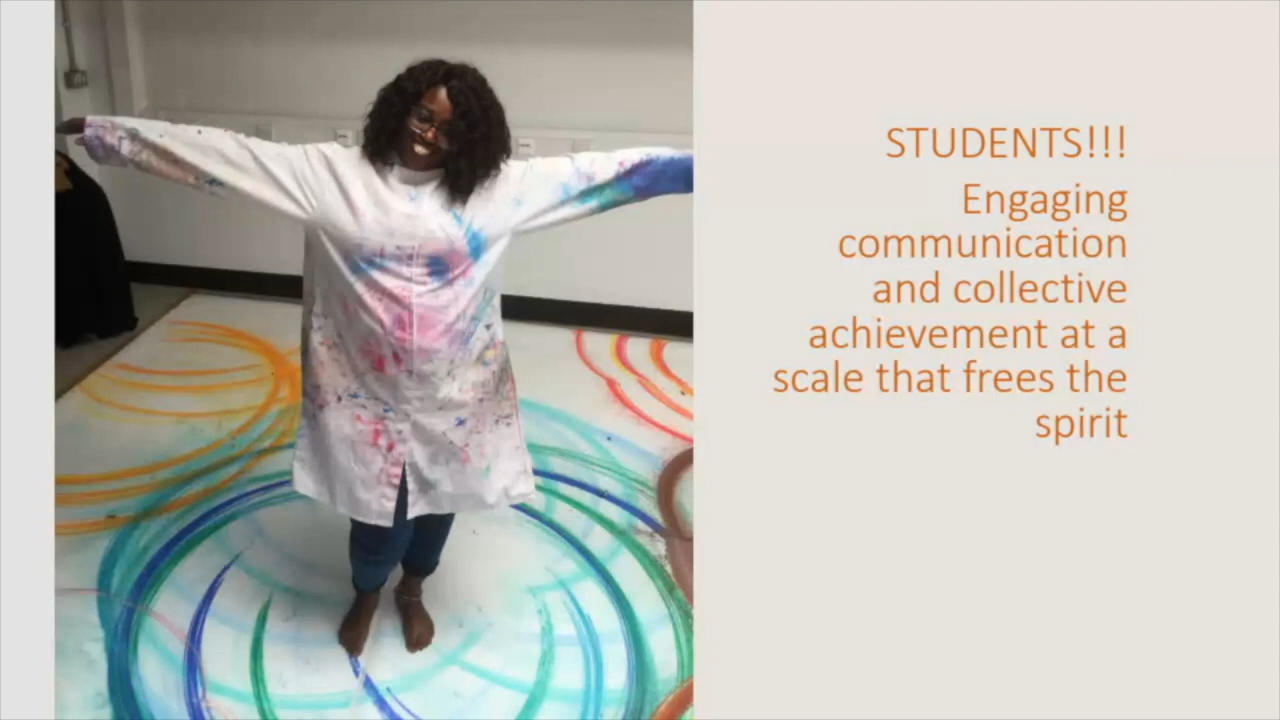 STUDENTS!!!
Engaging
communication
and collective
achievement at a
scale that frees the
spirit